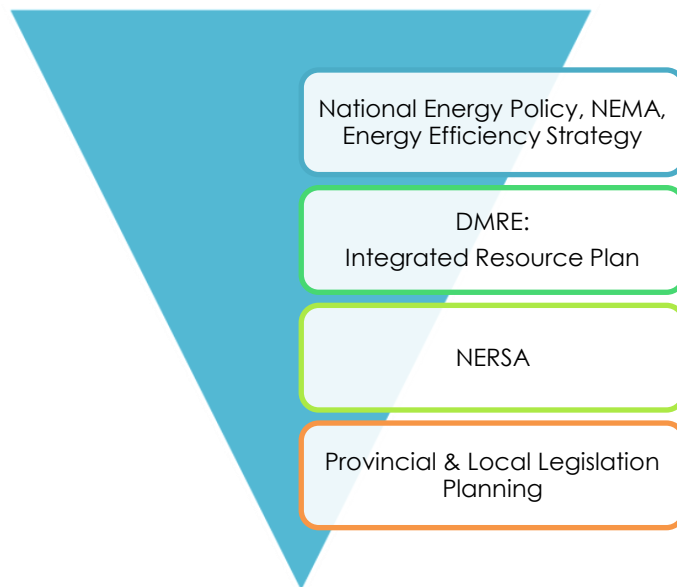 National Energy Policy, NEMA,
Energy Efficiency Strategy
DMRE:
Integrated Resource Plan
NERSA
Provincial & Local Legislation
Planning